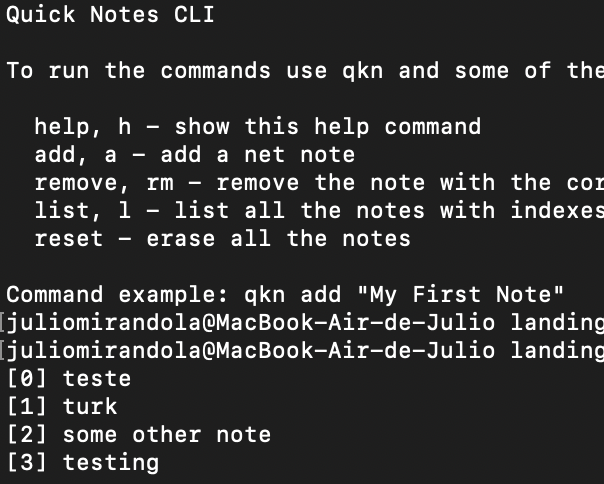 Quick Notes CLI
To run the commands use qkn and some of the
help, h – show this help command
add, a – add a net note
remove, rm – remove the note with the cor
list, l – list all the notes with indexes
reset – erase all the notes
Command example: qkn add "My First Note"
[juliomirandola@MacBook-Air-de-Julio landing
[juliomirandola@MacBook-Air-de-Julio landing
[0] teste
[1] turk
[2] some other note
[3] testing